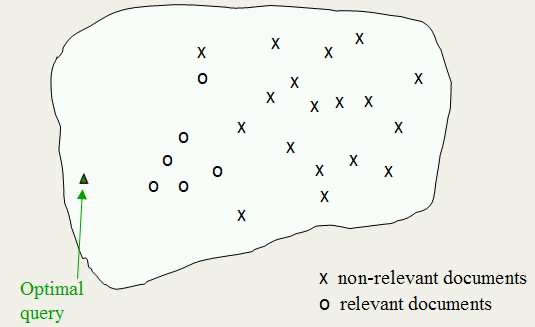 Optimal
query
x non-relevant documents
o relevant documents